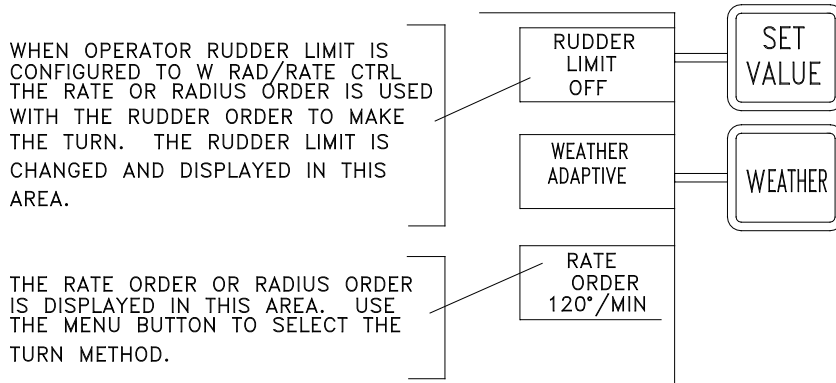 WHEN OPERATOR RUDDER LIMIT IS
CONFIGURED TO W RAD/RATE CTRL
THE RATE OR RADIUS ORDER IS USED
WITH THE RUDDER ORDER TO MAKE
THE TURN. THE RUDDER LIMIT IS
CHANGED AND DISPLAYED IN THIS
AREA.
RUDDER
LIMIT
OFF
SET
VALUE
WEATHER
ADAPTIVE
WEATHER
THE RATE ORDER OR RADIUS ORDER
IS DISPLAYED IN THIS AREA. USE
THE MENU BUTTON TO SELECT THE
TURN METHOD.
RATE
ORDER
120°/MIN